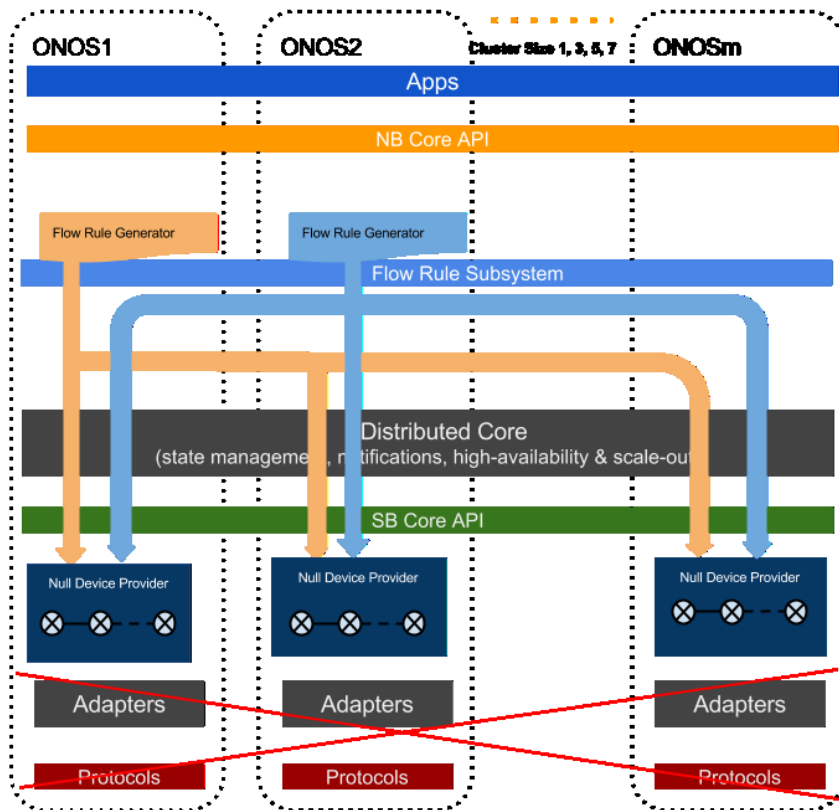 ONOS1
ONOS2
Cluster Size 1, 3, 5, 7
ONOSm
Apps
NB Core API
Flow Rule Generator
Flow Rule Generator
Flow Rule Subsystem
Distributed Core
(state management, notifications, high-availability & scale-out
SB Core API
Null Device Provider
Null Device Provider
Null Device Provider
Adapters
Adapters
Adapters
Protocols
Protocols
Protocols